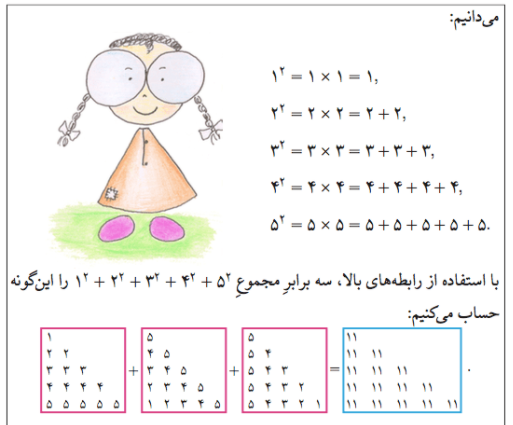 می‌دانیم:
۱^۲ = ۱ × ۱ = ۱,
۲^۲ = ۲ × ۲ = ۲ + ۲,
۳^۲ = ۳ × ۳ = ۳ + ۳ + ۳,
۴^۲ = ۴ × ۴ = ۴ + ۴ + ۴ + ۴,
۵^۲ = ۵ × ۵ = ۵ + ۵ + ۵ + ۵ + ۵.
با استفاده از رابطه‌های بالا، سه برابرِ مجموعِ ۱^۲ + ۲^۲ + ۳^۲ + ۴^۲ + ۵^۲ را این‌گونه
حساب می‌کنیم:
۱ ۵ ۵ ۱۱
۲ ۲ ۴ ۵ ۵ ۴ ۱۱ ۱۱
۳ ۳ ۳ + ۳ ۴ ۵ + ۵ ۴ ۳ = ۱۱ ۱۱ ۱۱ .
۴ ۴ ۴ ۴ ۲ ۳ ۴ ۵ ۵ ۴ ۳ ۲ ۱۱ ۱۱ ۱۱ ۱۱
۵ ۵ ۵ ۵ ۵ ۱ ۲ ۳ ۴ ۵ ۵ ۴ ۳ ۲ ۱ ۱۱ ۱۱ ۱۱ ۱۱ ۱۱